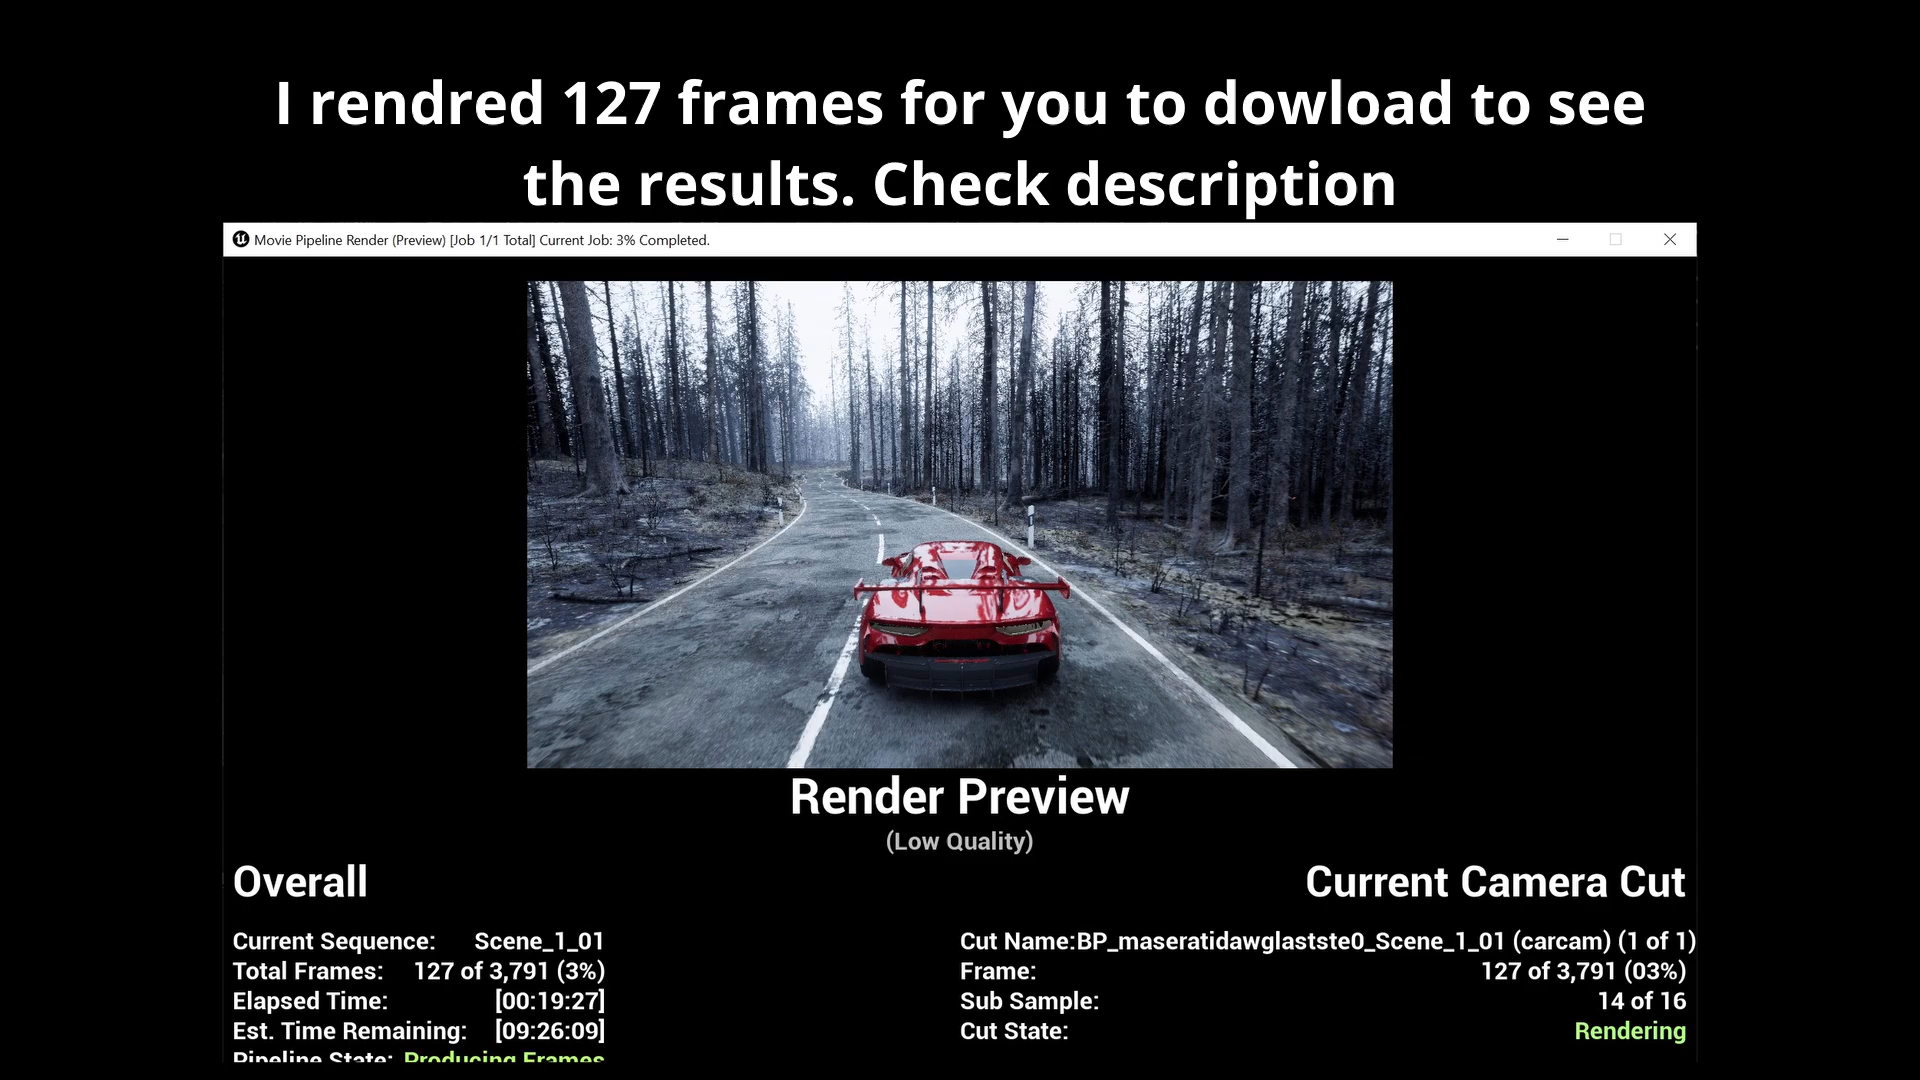 I rendred 127 frames for you to dowload to see
the results. Check description
Movie Pipeline Render (Preview) [Job 1/1 Total] Current Job: 3% Completed.
Render Preview
(Low Quality)
Overall
Current Sequence: Scene_1_01
Total Frames: 127 of 3,791 (3%)
Elapsed Time: [00:19:27]
Est. Time Remaining: [09:26:09]
Pipeline State: Producing Frames
Current Camera Cut
Cut Name:BP_maseratidawglastste0_Scene_1_01 (carcam) (1 of 1)
Frame: 127 of 3,791 (03%)
Sub Sample: 14 of 16
Cut State: Rendering